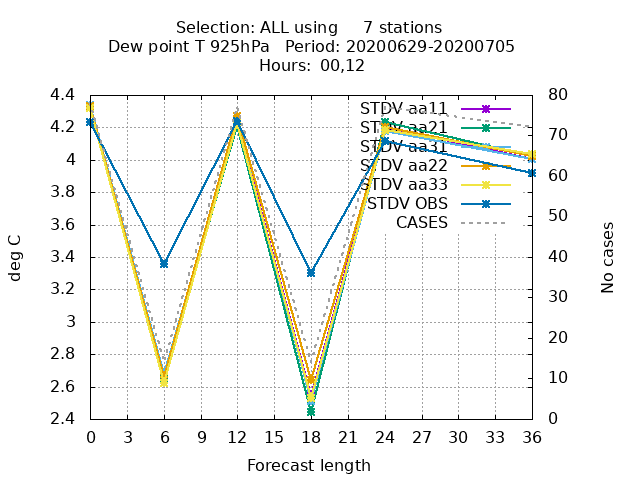 Selection: ALL using     7 stations
Dew point T 925hPa   Period: 20200629-20200705
Hours: 00,12
STDV aa11
STDV aa21
STDV aa31
STDV aa22
STDV aa33
STDV OBS
CASES
4.4
4.2
4
3.8
3.6
3.4
3.2
3
2.8
2.6
2.4
deg C
80
70
60
50
40
30
20
10
0
No cases
0 3 6 9 12 15 18 21 24 27 30 33 36
Forecast length